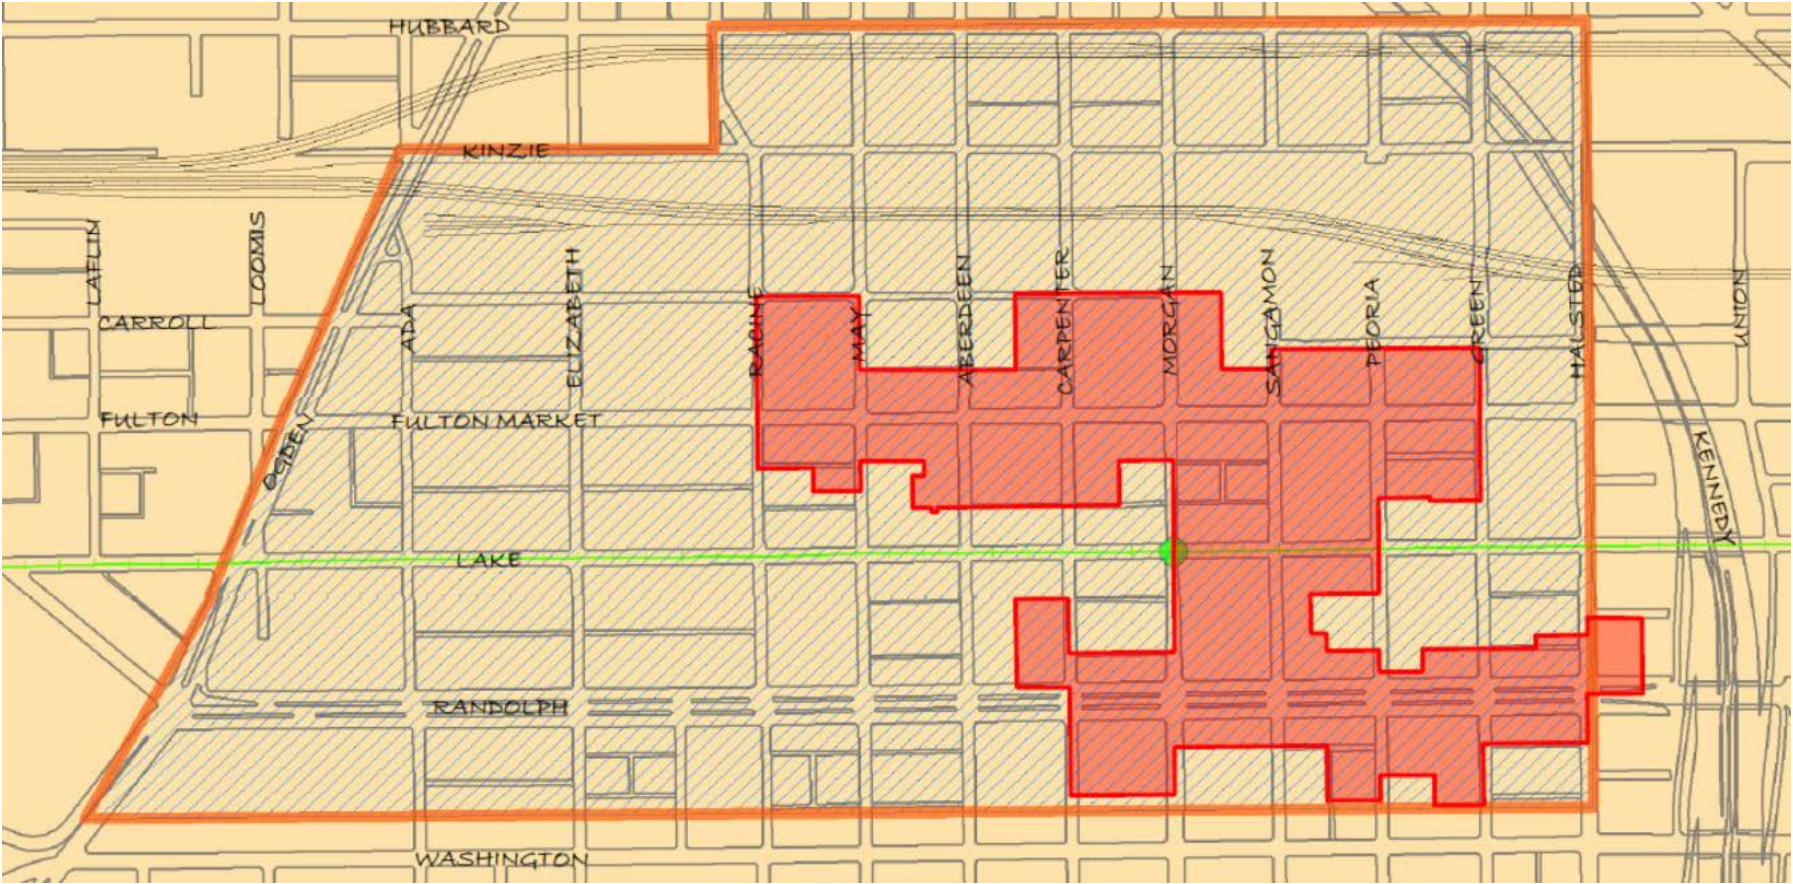 HUBBARD
KINZIE
LAFLIN
LOOMIS
CARROLL
ADA
ELIZABETH
RACINE
MAY
ABERDEEN
CARPENTER
MORGAN
SANGAMON
PEORIA
GREEN
HALSTED
UNION
FULTON
OGDEN
FULTON MARKET
KENNEDY
LAKE
RANDOLPH
WASHINGTON